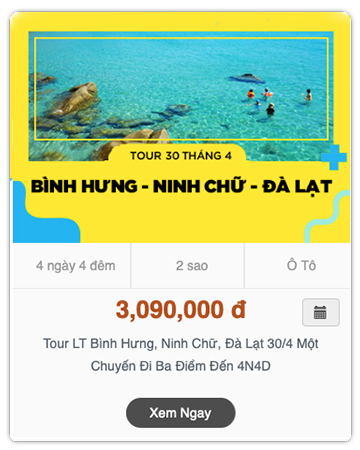 TOUR 30 THÁNG 4
BÌNH HƯNG - NINH CHỮ - ĐÀ LẠT
4 ngày 4 đêm
2 sao
Ô Tô
3,090,000 đ
Tour LT Bình Hưng, Ninh Chữ, Đà Lạt 30/4 Một
Chuyến Đi Ba Điểm Đến 4N4D
Xem Ngay